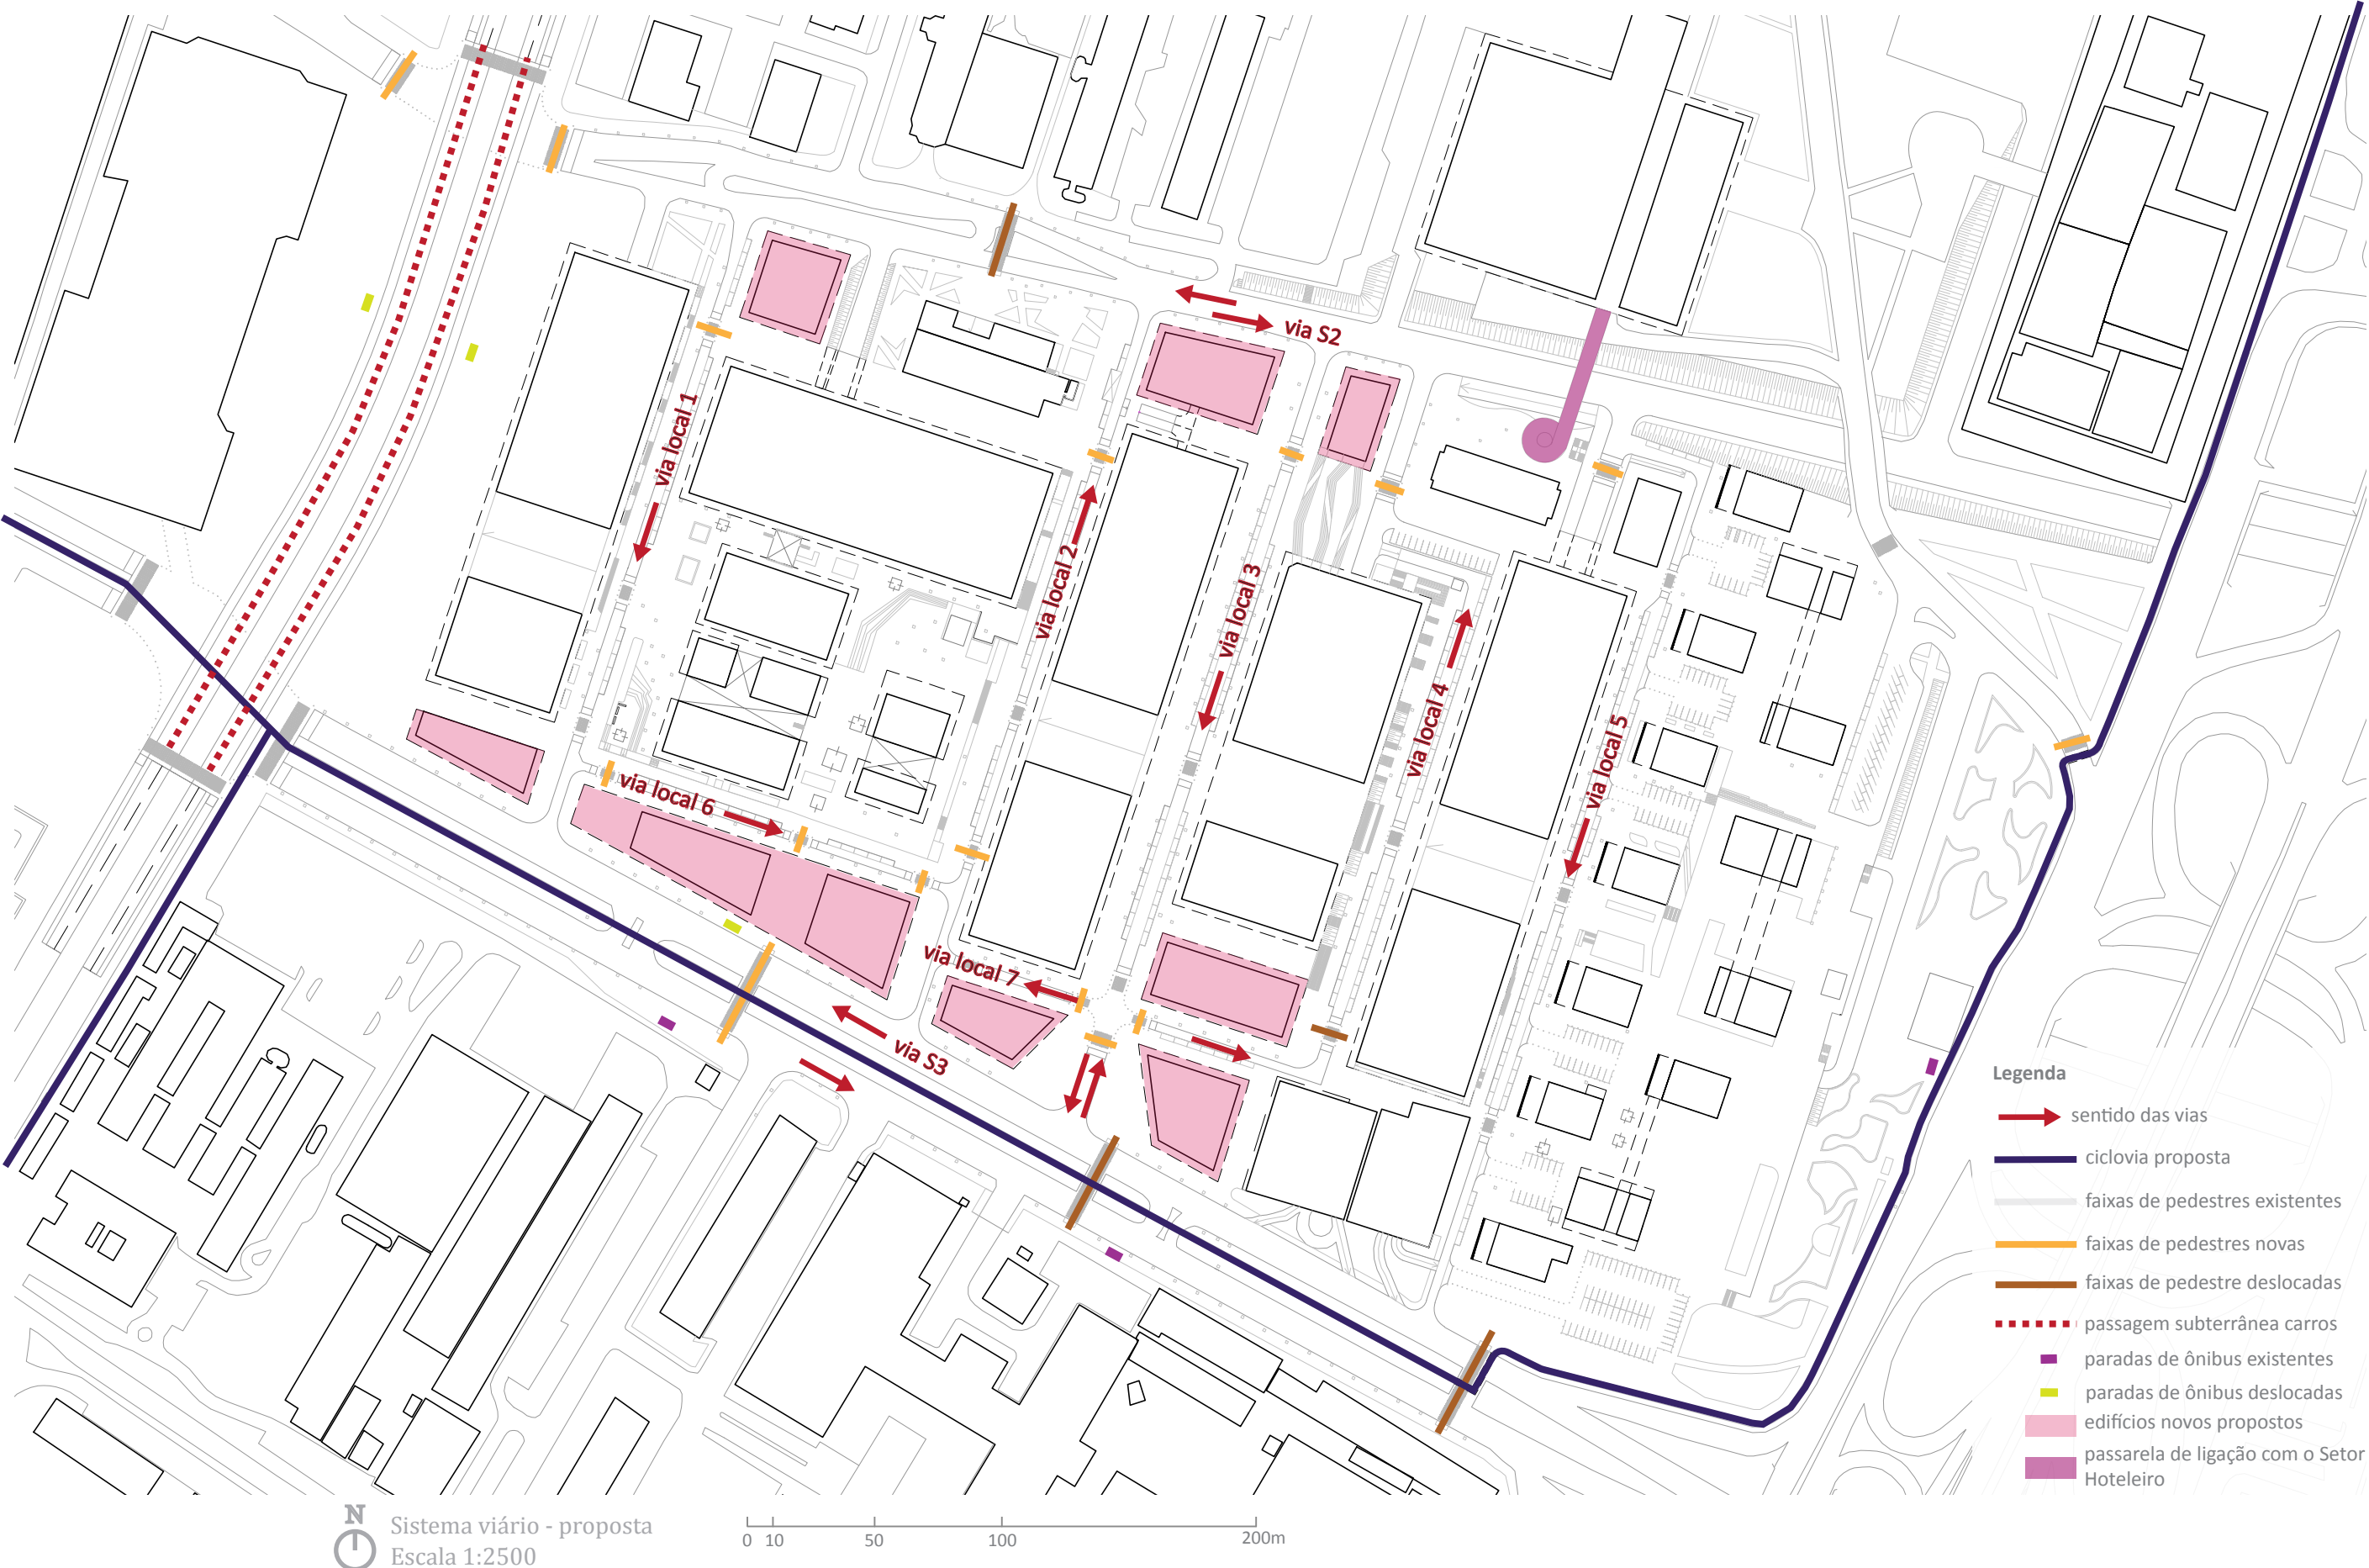 via S2
via local 1
via local 2
via local 3
via local 4
via local 5
via local 6
via local 7
via S3
Legenda
sentido das vias
ciclovia proposta
faixas de pedestres existentes
faixas de pedestres novas
faixas de pedestre deslocadas
passagem subterrânea carros
paradas de ônibus existentes
paradas de ônibus deslocadas
edifícios novos propostos
passarela de ligação com o Setor
Hoteleiro
N
Sistema viário - proposta
Escala 1:2500
0 10 50 100 200m